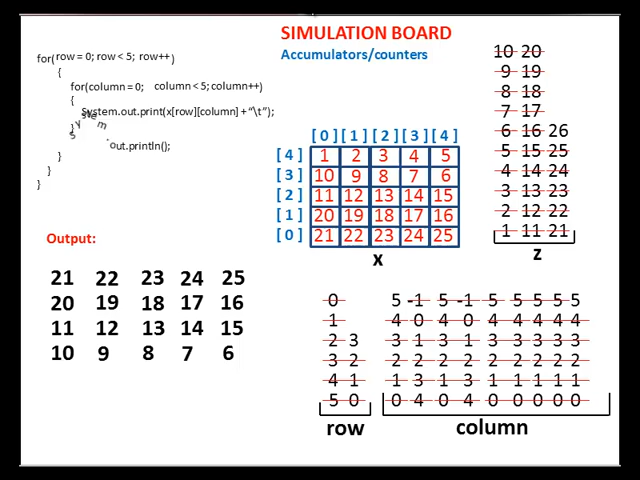 SIMULATION BOARD
Accumulators/counters
for( row = 0; row < 5; row++)
{
for(column = 0; column < 5; column++)
{
System.out.print(x[row][column] + "\t");
}
System.out.println();
}
}
}
[ 0 ] [ 1 ] [ 2 ] [ 3 ] [ 4 ]
[ 4 ] 1 2 3 4 5
[ 3 ] 10 9 8 7 6
[ 2 ] 11 12 13 14 15
[ 1 ] 20 19 18 17 16
[ 0 ] 21 22 23 24 25
x
10 20
9 19
8 18
7 17
6 16 26
5 15 25
4 14 24
3 13 23
2 12 22
1 11 21
z
Output:
21 22 23 24 25
20 19 18 17 16
11 12 13 14 15
10 9 8 7 6
0
1
2 3
3 2
4 1
5 0
row
5 -1 5 -1 5 5 5 5 5
4 0 4 0 4 4 4 4 4
3 1 3 1 3 3 3 3 3
2 2 2 2 2 2 2 2 2
1 3 1 3 1 1 1 1 1
0 4 0 4 0 0 0 0 0
column